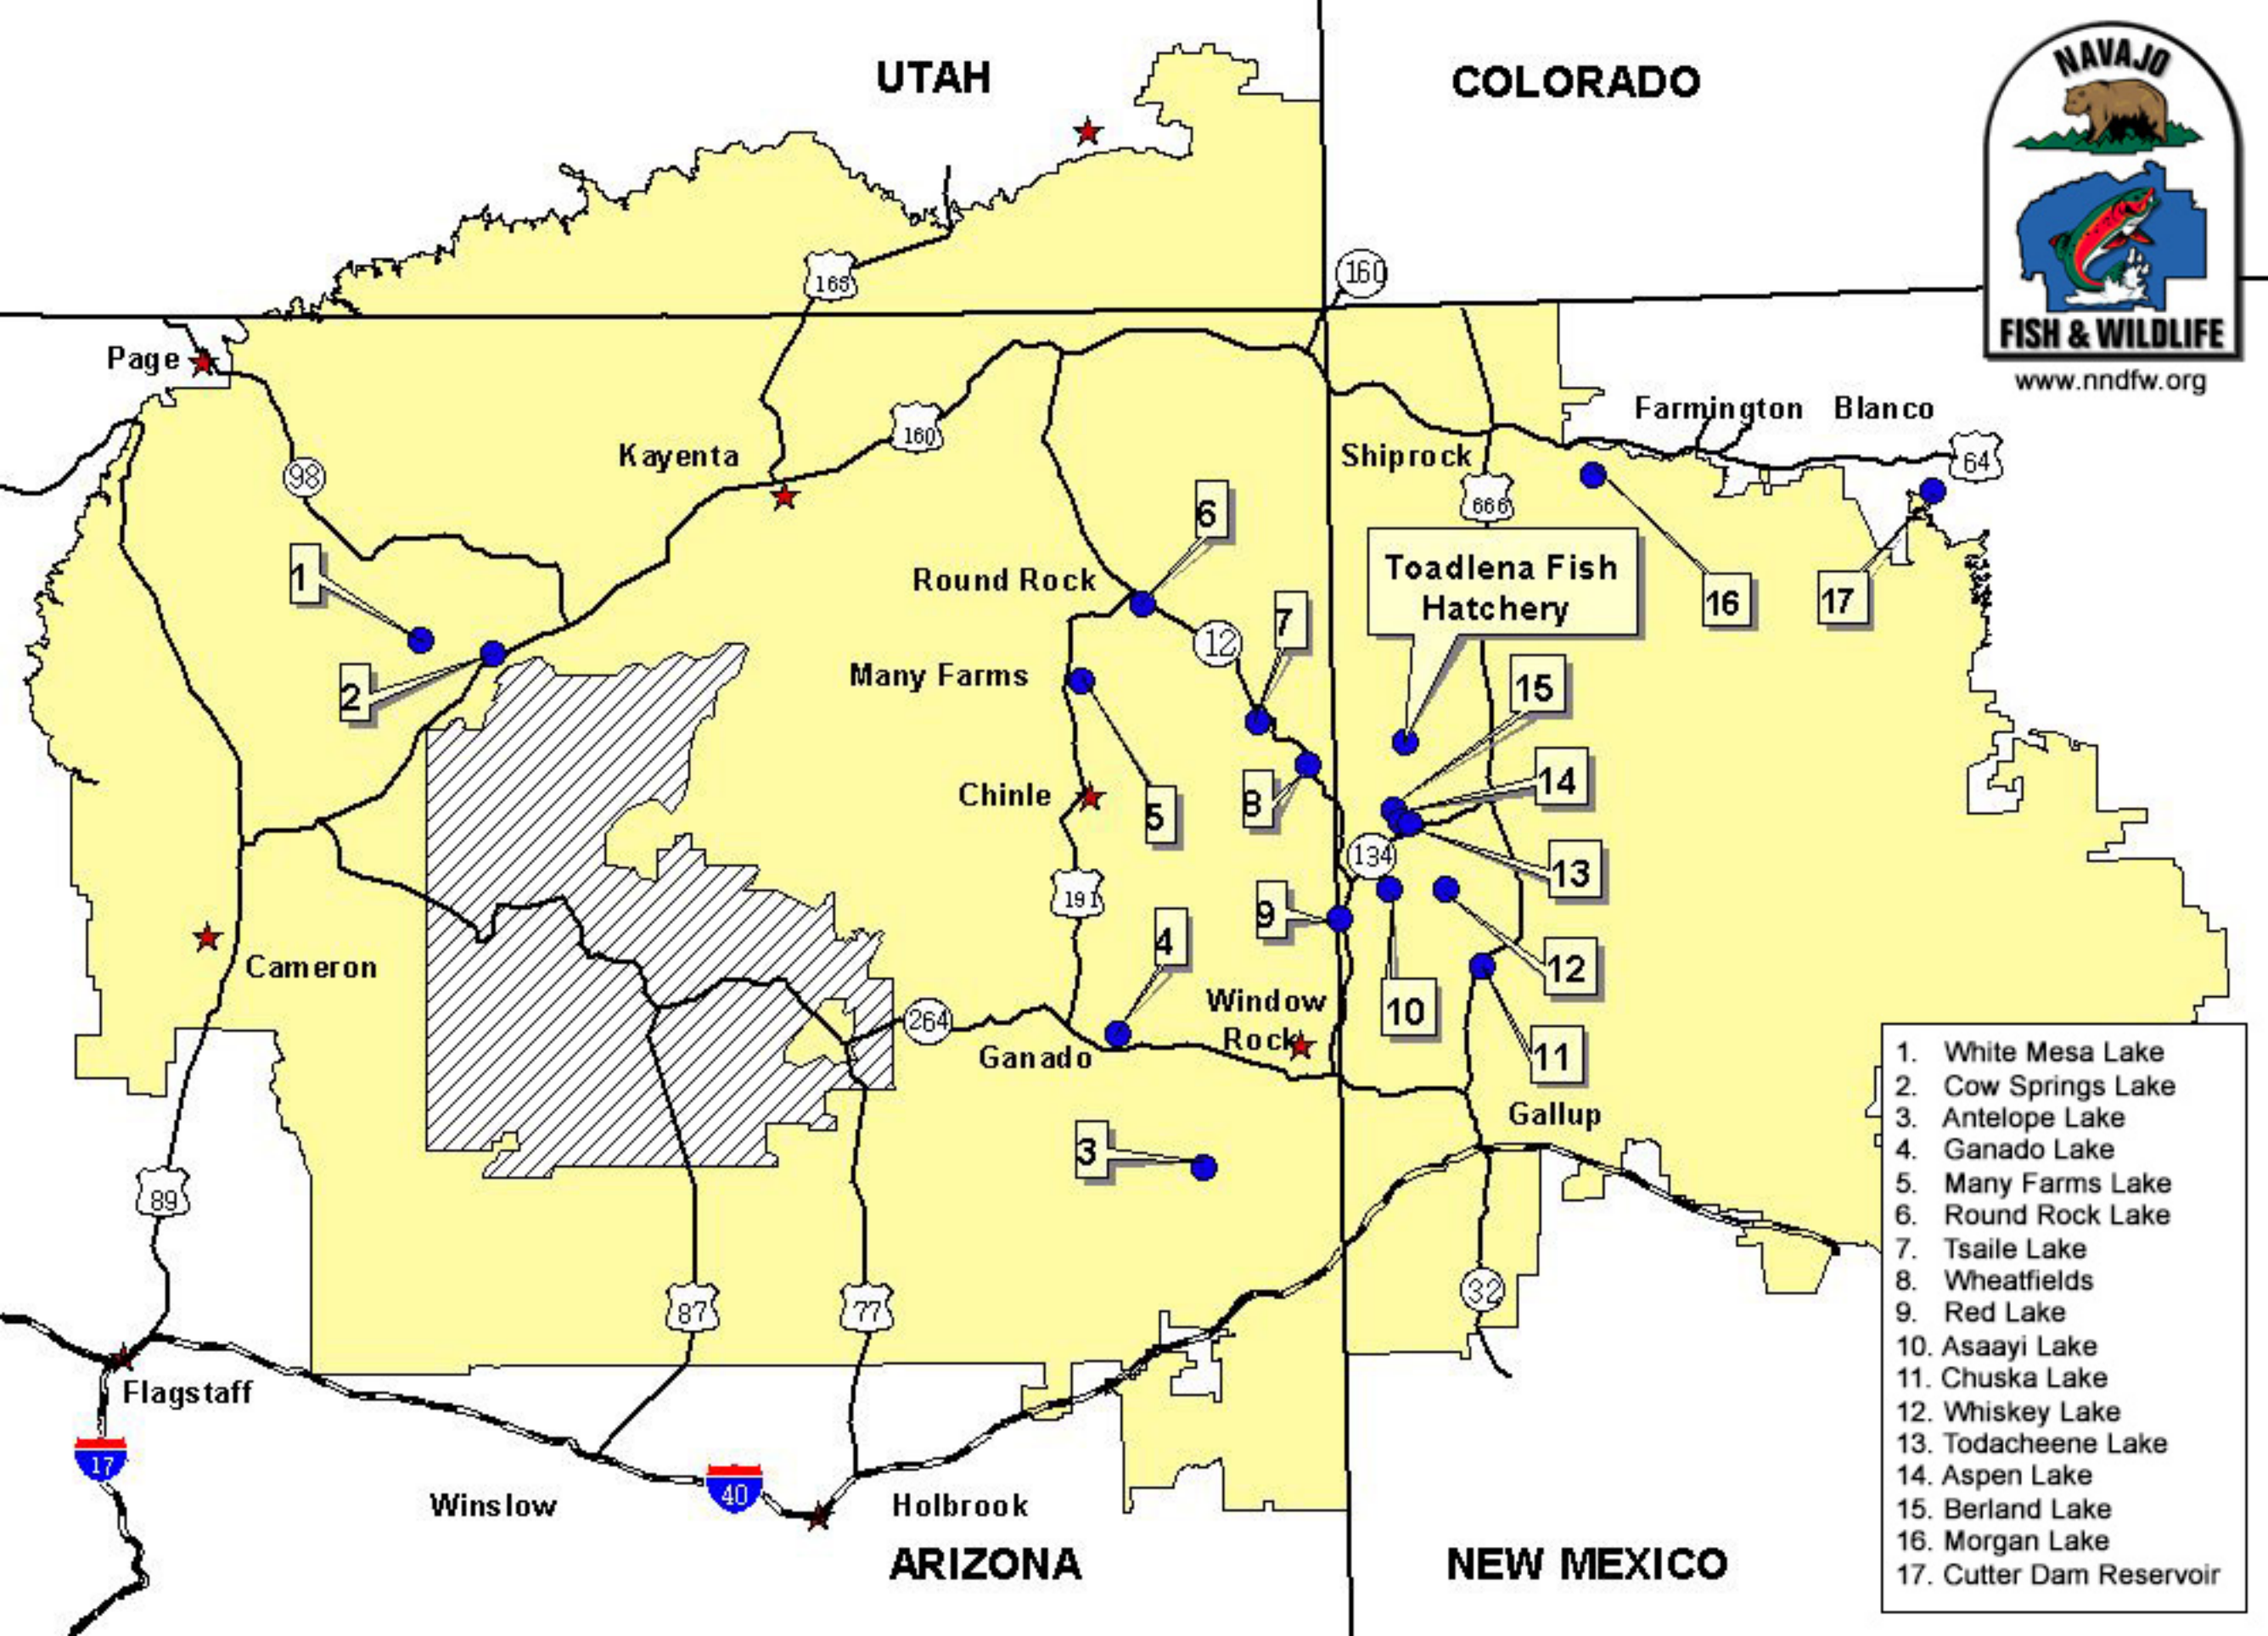 UTAH
COLORADO
NAVAJO
FISH & WILDLIFE
www.nndfw.org
160
163
Page
Farmington Blanco
Kayenta
160
Shiprock
64
98
666
6
1
Round Rock
Toadlena Fish
Hatchery
16
17
7
12
2
Many Farms
15
14
Chinle
5
8
13
134
191
9
4
12
Cameron
10
Window
Rock
264
Ganado
11
Gallup
3
89
87
77
32
Flagstaff
17
40
Winslow
Holbrook
ARIZONA
NEW MEXICO
1. White Mesa Lake
2. Cow Springs Lake
3. Antelope Lake
4. Ganado Lake
5. Many Farms Lake
6. Round Rock Lake
7. Tsaile Lake
8. Wheatfields
9. Red Lake
10. Asaayi Lake
11. Chuska Lake
12. Whiskey Lake
13. Todacheene Lake
14. Aspen Lake
15. Berland Lake
16. Morgan Lake
17. Cutter Dam Reservoir